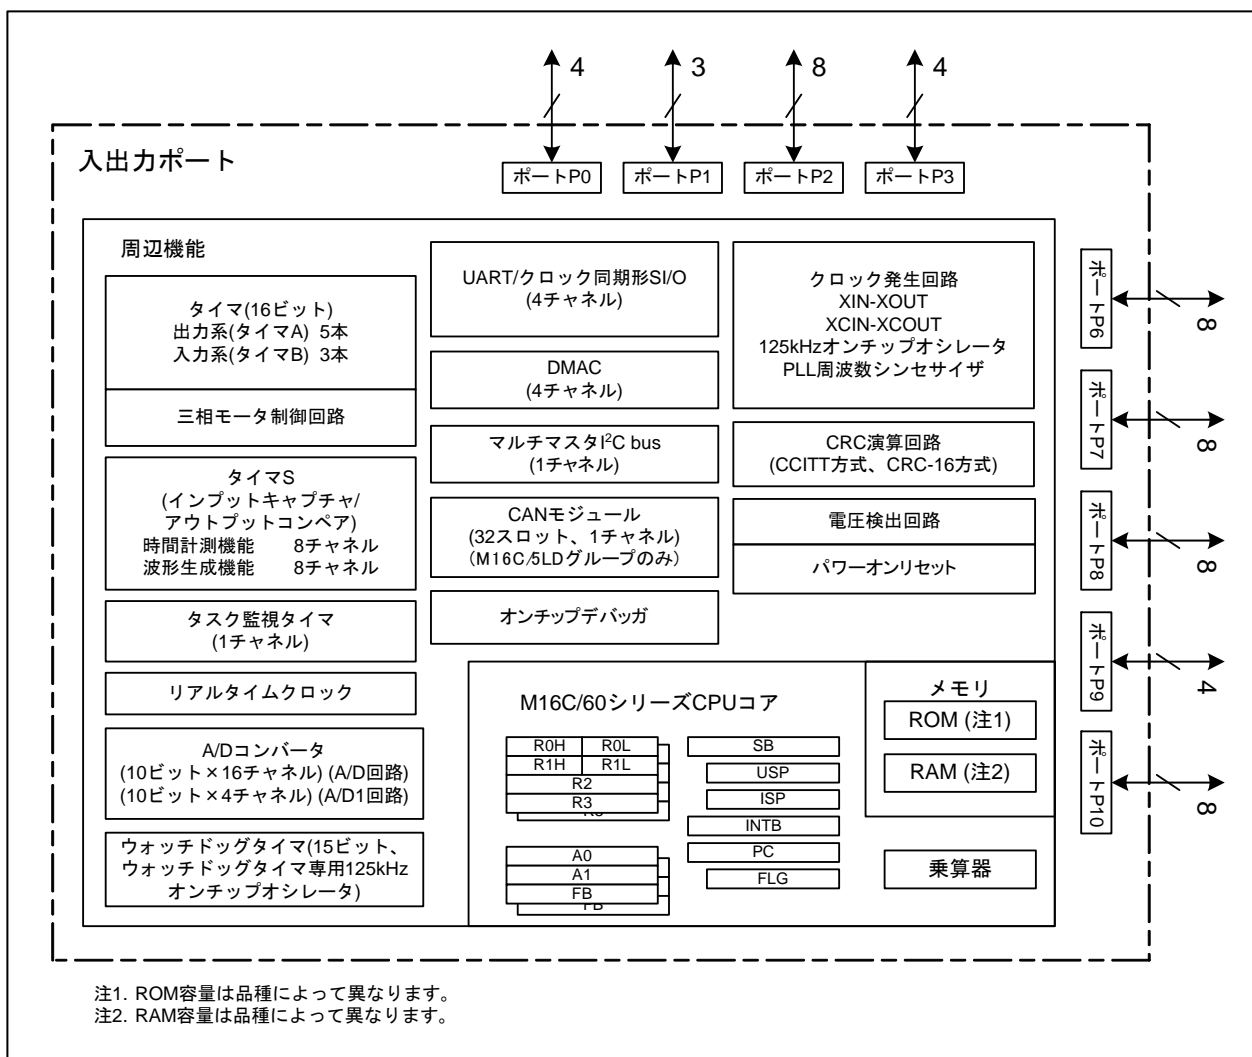 4
3
8
4
入出力ポート
ポートP0
ポートP1
ポートP2
ポートP3
周辺機能
タイマ(16ビット)
出力系(タイマA) 5本
入力系(タイマB) 3本
三相モータ制御回路
タイマS
(インプットキャプチャ/
アウトプットコンペア)
時間計測機能 8チャネル
波形生成機能 8チャネル
タスク監視タイマ
(1チャネル)
リアルタイムクロック
A/Dコンバータ
(10ビット×16チャネル) (A/D回路)
(10ビット×4チャネル) (A/D1回路)
ウォッチドッグタイマ(15ビット、
ウォッチドッグタイマ専用125kHz
オンチップオシレータ)
UART/クロック同期形SI/O
(4チャネル)
DMAC
(4チャネル)
マルチマスタI²C bus
(1チャネル)
CANモジュール
(32スロット、1チャネル)
(M16C/5LDグループのみ)
オンチップデバッガ
クロック発生回路
XIN-XOUT
XCIN-XCOUT
125kHzオンチップオシレータ
PLL周波数シンセサイザ
CRC演算回路
(CCITT方式、CRC-16方式)
電圧検出回路
パワーオンリセット
M16C/60シリーズCPUコア
R0H R0L
R1H R1L
R2
R3
A0
A1
FB
FB
SB
USP
ISP
INTB
PC
FLG
メモリ
ROM (注1)
RAM (注2)
乗算器
ポートP6
8
ポートP7
8
ポートP8
8
ポートP9
4
ポートP10
8
注1. ROM容量は品種によって異なります。
注2. RAM容量は品種によって異なります。